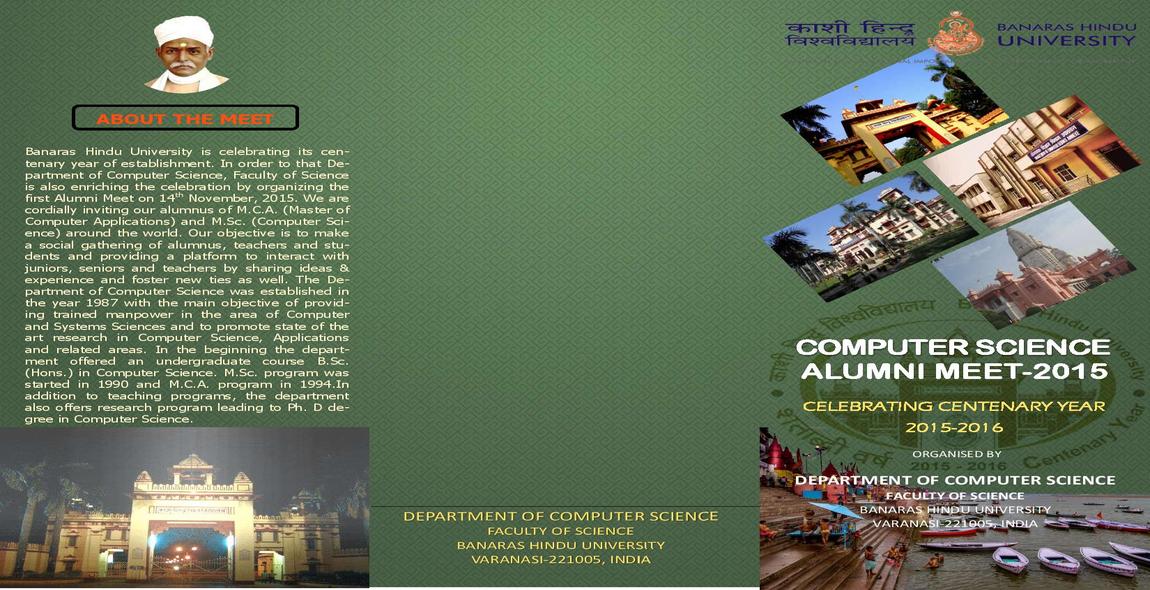 ABOUT THE MEET
Banaras Hindu University is celebrating its cen-
tenary year of establishment. In order to that De-
partment of Computer Science, Faculty of Science
is also enriching the celebration by organizing the
first Alumni Meet on 14th November, 2015. We are
cordially inviting our alumnus of M.C.A. (Master of
Computer Applications) and M.Sc. (Computer Sci-
ence) around the world. Our objective is to make
a social gathering of alumnus, teachers and stu-
dents and providing a platform to interact with
juniors, seniors and teachers by sharing ideas &
experience and foster new ties as well. The De-
partment of Computer Science was established in
the year 1987 with the main objective of provid-
ing trained manpower in the area of Computer
and Systems Sciences and to promote state of the
art research in Computer Science, Applications
and related areas. In the beginning the depart-
ment offered an undergraduate course B.Sc.
(Hons.) in Computer Science. M.Sc. program was
started in 1990 and M.C.A. program in 1994.In
addition to teaching programs, the department
also offers research program leading to Ph. D de-
gree in Computer Science.
DEPARTMENT OF COMPUTER SCIENCE
FACULTY OF SCIENCE
BANARAS HINDU UNIVERSITY
VARANASI-221005, INDIA
काशी हिन्दू
विश्वविद्यालय
BANARAS HINDU
UNIVERSITY
काशी हिन्दू विश्वविद्यालय
Hindu University
COMPUTER SCIENCE
ALUMNI MEET-2015
CELEBRATING CENTENARY YEAR
2015-2016
शताब्दी वर्ष
2015 - 2016
Centenary Year
ORGANISED BY
DEPARTMENT OF COMPUTER SCIENCE
FACULTY OF SCIENCE
BANARAS HINDU UNIVERSITY
VARANASI-221005, INDIA